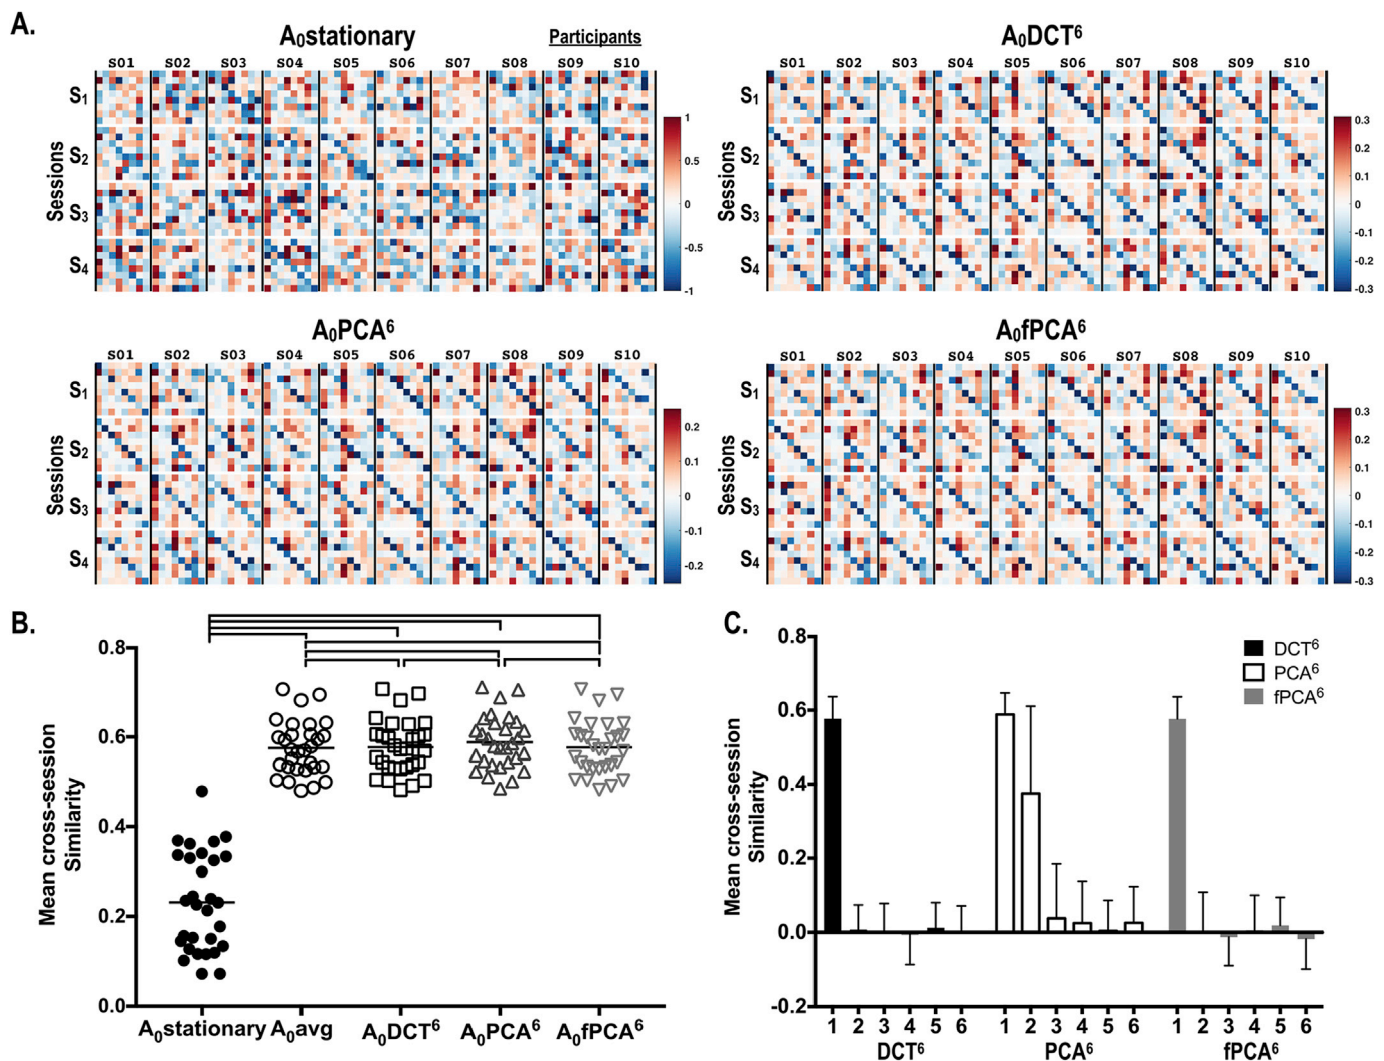 A.
A₀stationary
Participants
S01 S02 S03 S04 S05 S06 S07 S08 S09 S10
Sessions
S₁
S₂
S₃
S₄
1
0.5
0
-0.5
-1
A₀DCT⁶
S01 S02 S03 S04 S05 S06 S07 S08 S09 S10
Sessions
S₁
S₂
S₃
S₄
0.3
0.2
0.1
0
-0.1
-0.2
-0.3
A₀PCA⁶
S01 S02 S03 S04 S05 S06 S07 S08 S09 S10
Sessions
S₁
S₂
S₃
S₄
0.2
0.1
0
-0.1
-0.2
A₀fPCA⁶
S01 S02 S03 S04 S05 S06 S07 S08 S09 S10
Sessions
S₁
S₂
S₃
S₄
0.3
0.2
0.1
0
-0.1
-0.2
-0.3
B.
Mean cross-session
Similarity
0.8
0.6
0.4
0.2
0.0
A₀stationary A₀avg A₀DCT⁶ A₀PCA⁶ A₀fPCA⁶
C.
Mean cross-session
Similarity
0.8
0.6
0.4
0.2
0.0
-0.2
DCT⁶
PCA⁶
fPCA⁶
1 2 3 4 5 6 1 2 3 4 5 6 1 2 3 4 5 6
DCT⁶ PCA⁶ fPCA⁶